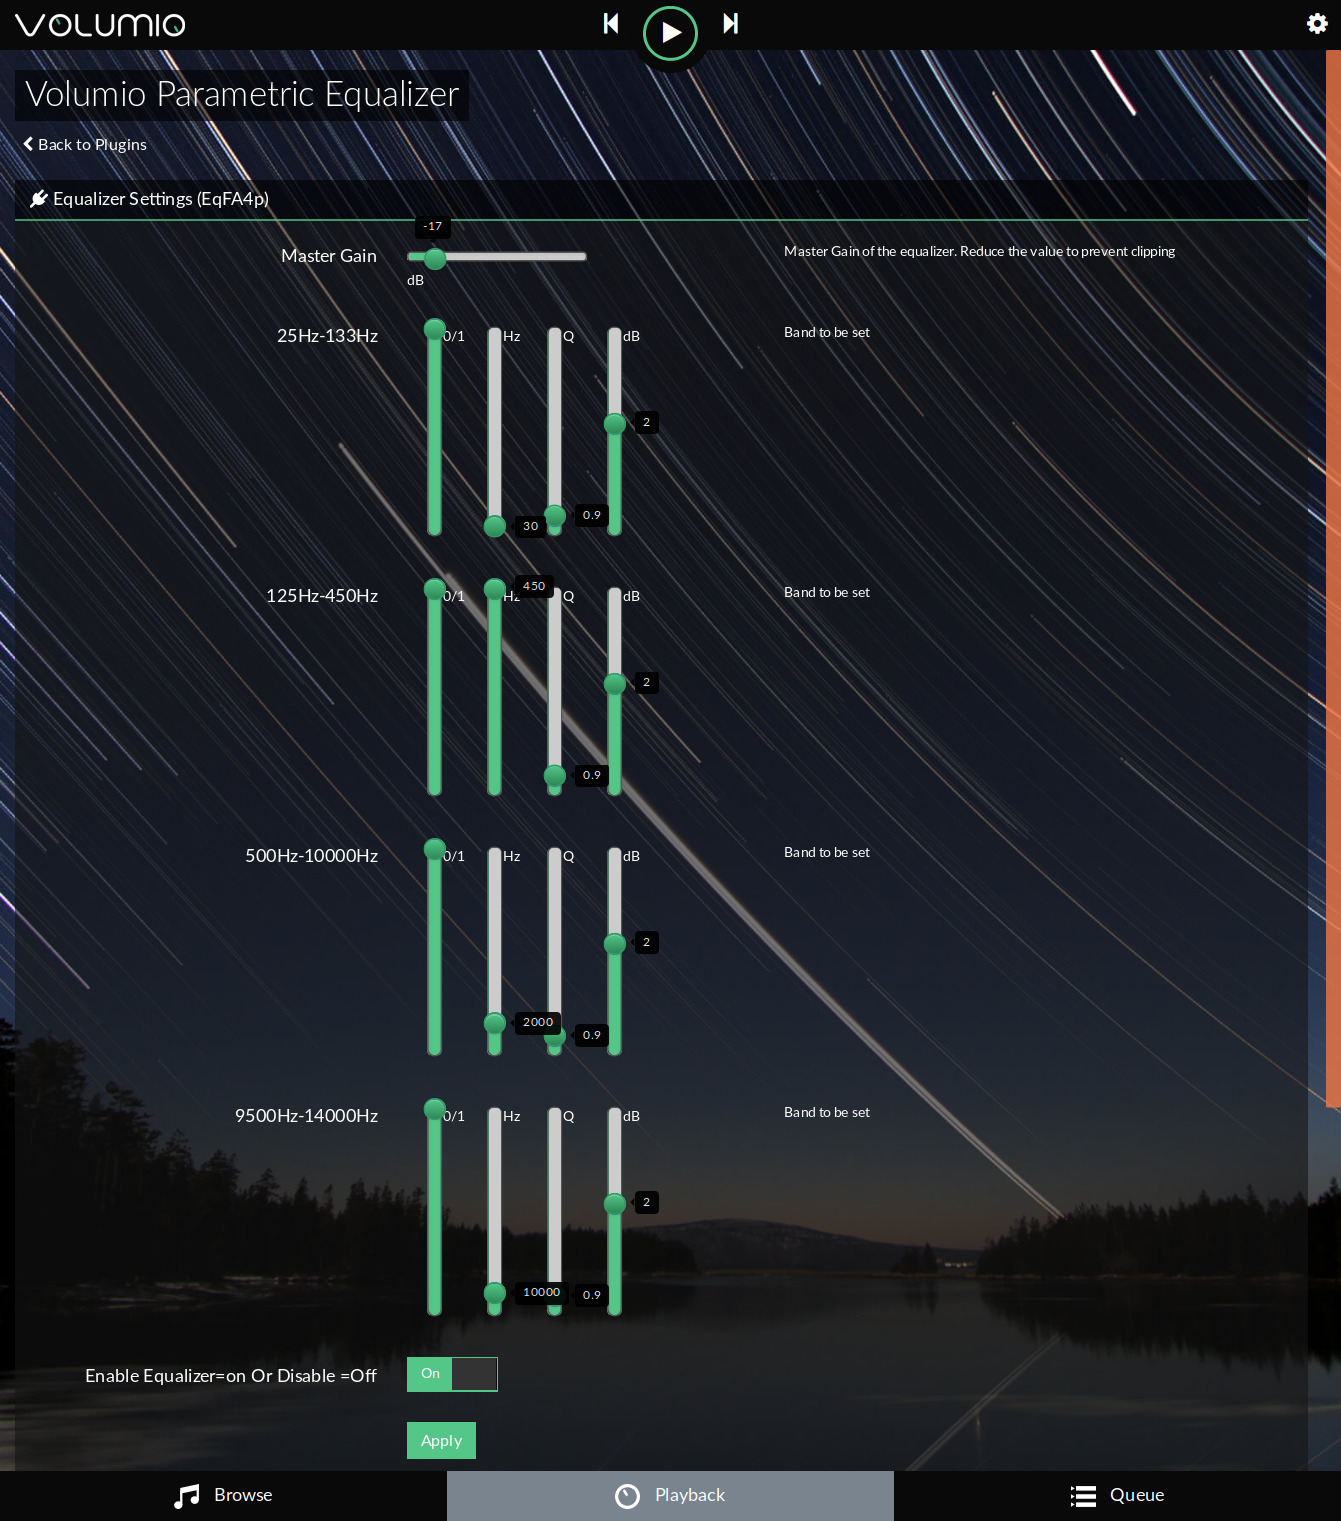 VOLUMIO
Volumio Parametric Equalizer
Back to Plugins
Equalizer Settings (EqFA4p)
-17
Master Gain
Master Gain of the equalizer. Reduce the value to prevent clipping
dB
25Hz-133Hz
0/1 Hz Q dB
Band to be set
2
30
0.9
125Hz-450Hz
450
0/1 Hz Q dB
Band to be set
2
0.9
500Hz-10000Hz
0/1 Hz Q dB
Band to be set
2
2000
0.9
9500Hz-14000Hz
0/1 Hz Q dB
Band to be set
2
10000
0.9
Enable Equalizer=on Or Disable =Off
On
Apply
Browse
Playback
Queue